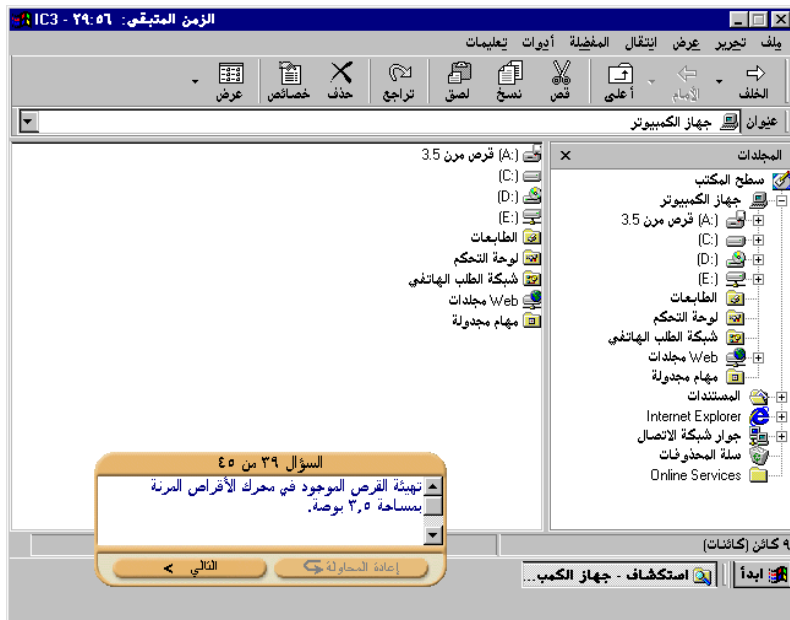 الزمن المتبقي: ٢٩:٥٦ - IC3
ملف تحرير عرض انتقال المفضلة أدوات تعليمات
الخلف الأمام أعلى قص نسخ لصق تراجع حذف خصائص عرض
عنوان جهاز الكمبيوتر
المجلدات
سطح المكتب
جهاز الكمبيوتر
(A:) قرص مرن 3.5
(C:)
(D:)
(E:)
الطابعات
لوحة التحكم
شبكة الطلب الهاتفي
Web مجلدات
مهام مجدولة
المستندات
Internet Explorer
جوار شبكة الاتصال
سلة المحذوفات
Online Services
(A:) قرص مرن 3.5
(C:)
(D:)
(E:)
الطابعات
لوحة التحكم
شبكة الطلب الهاتفي
Web مجلدات
مهام مجدولة
السؤال ٣٩ من ٤٥
تهيئة القرص الموجود في محرك الأقراص المرنة
بمساحة ٣,٥ بوصة.
إعادة المحاولة
التالي >
٩ كائن (كائنات)
ابدأ
استكشاف - جهاز الكمب...